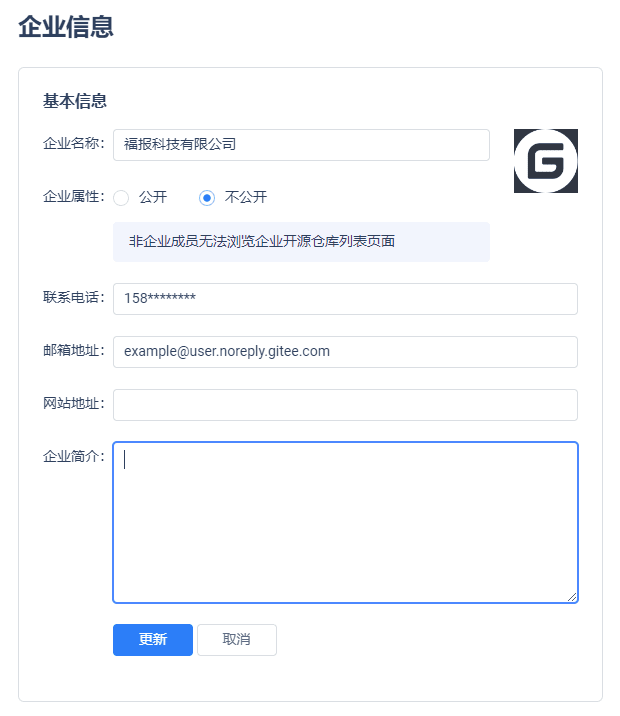 企业信息
基本信息
企业名称： 福报科技有限公司
企业属性： 公开 不公开
非企业成员无法浏览企业开源仓库列表页面
联系电话： 158********
邮箱地址： example@user.noreply.gitee.com
网站地址：
企业简介：
更新 取消